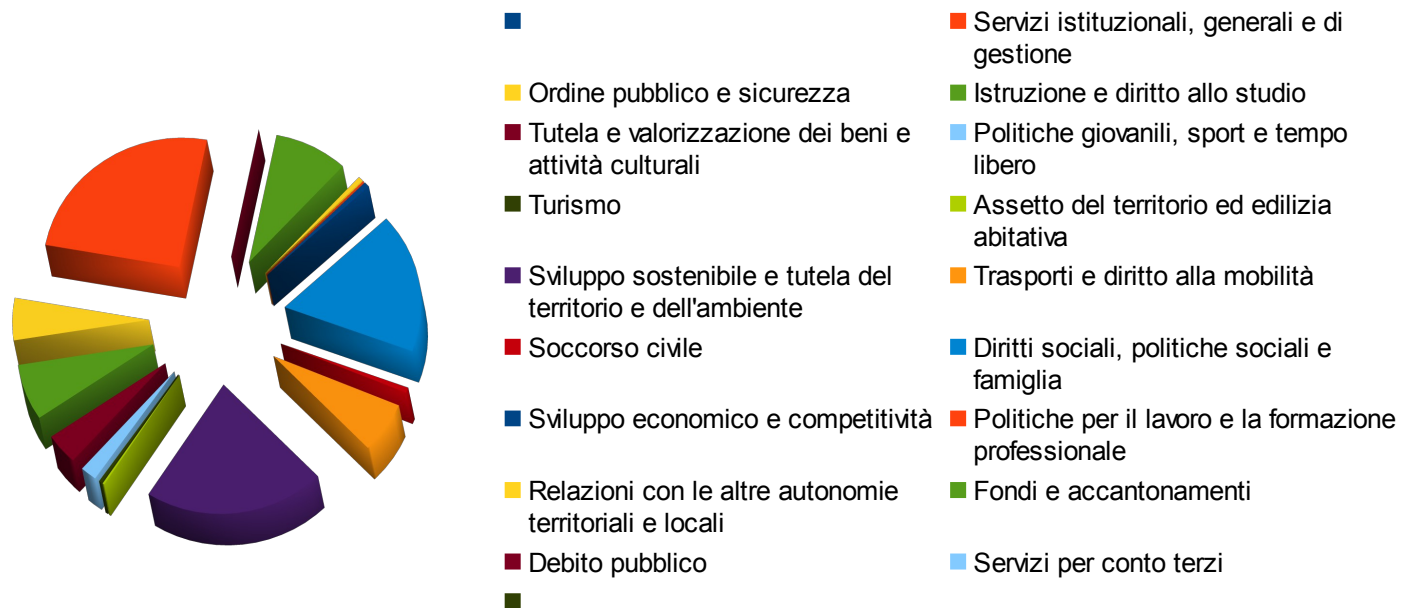 Servizi istituzionali, generali e di
gestione
Ordine pubblico e sicurezza
Istruzione e diritto allo studio
Tutela e valorizzazione dei beni e
attività culturali
Politiche giovanili, sport e tempo
libero
Turismo
Assetto del territorio ed edilizia
abitativa
Sviluppo sostenibile e tutela del
territorio e dell'ambiente
Trasporti e diritto alla mobilità
Soccorso civile
Diritti sociali, politiche sociali e
famiglia
Sviluppo economico e competitività
Politiche per il lavoro e la formazione
professionale
Relazioni con le altre autonomie
territoriali e locali
Fondi e accantonamenti
Debito pubblico
Servizi per conto terzi